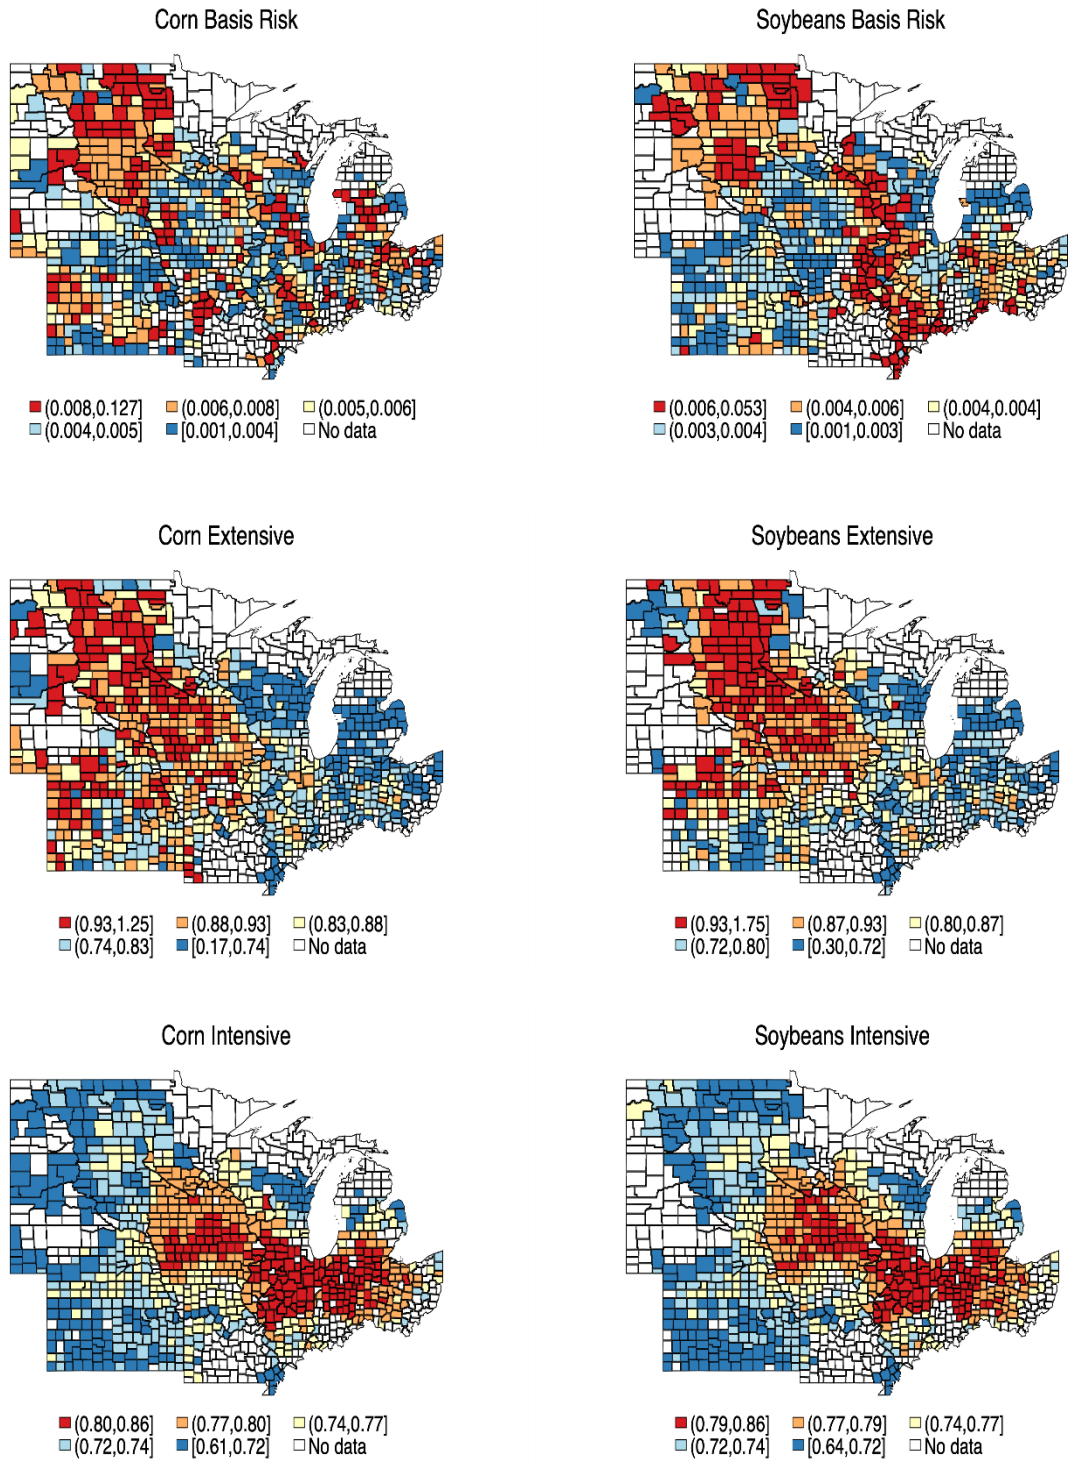 Corn Basis Risk
Soybeans Basis Risk
(0.008,0.127] (0.006,0.008] (0.005,0.006]
(0.004,0.005] [0.001,0.004] No data
(0.006,0.053] (0.004,0.006] (0.004,0.004]
(0.003,0.004] [0.001,0.003] No data
Corn Extensive
Soybeans Extensive
(0.93,1.25] (0.88,0.93] (0.83,0.88]
(0.74,0.83] [0.17,0.74] No data
(0.93,1.75] (0.87,0.93] (0.80,0.87]
(0.72,0.80] [0.30,0.72] No data
Corn Intensive
Soybeans Intensive
(0.80,0.86] (0.77,0.80] (0.74,0.77]
(0.72,0.74] [0.61,0.72] No data
(0.79,0.86] (0.77,0.79] (0.74,0.77]
(0.72,0.74] [0.64,0.72] No data